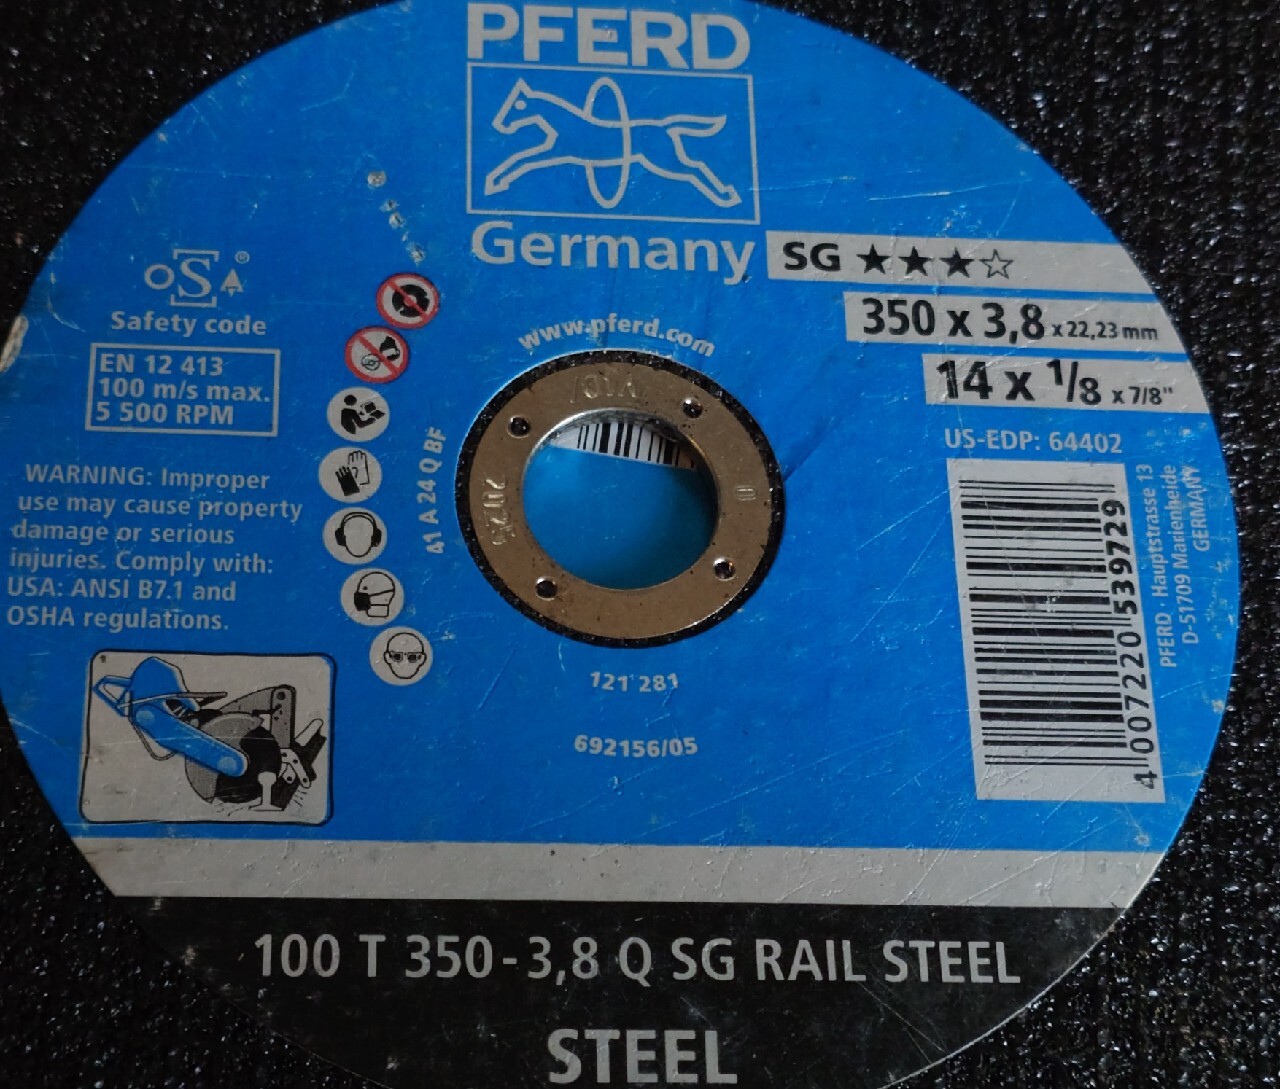 PFERD
Germany
SG ★★★☆
350 x 3,8 x 22,23 mm
14 x 1/8 x 7/8"
US-EDP: 64402
www.pferd.com
oSA®
Safety code
EN 12 413
100 m/s max.
5 500 RPM
WARNING: Improper
use may cause property
damage or serious
injuries. Comply with:
USA: ANSI B7.1 and
OSHA regulations.
41 A 24 Q BF
4 007220 539729
PFERD · Hauptstrasse 13
D-51709 Marienheide
GERMANY
121 281
692156/05
100 T 350-3,8 Q SG RAIL STEEL
STEEL